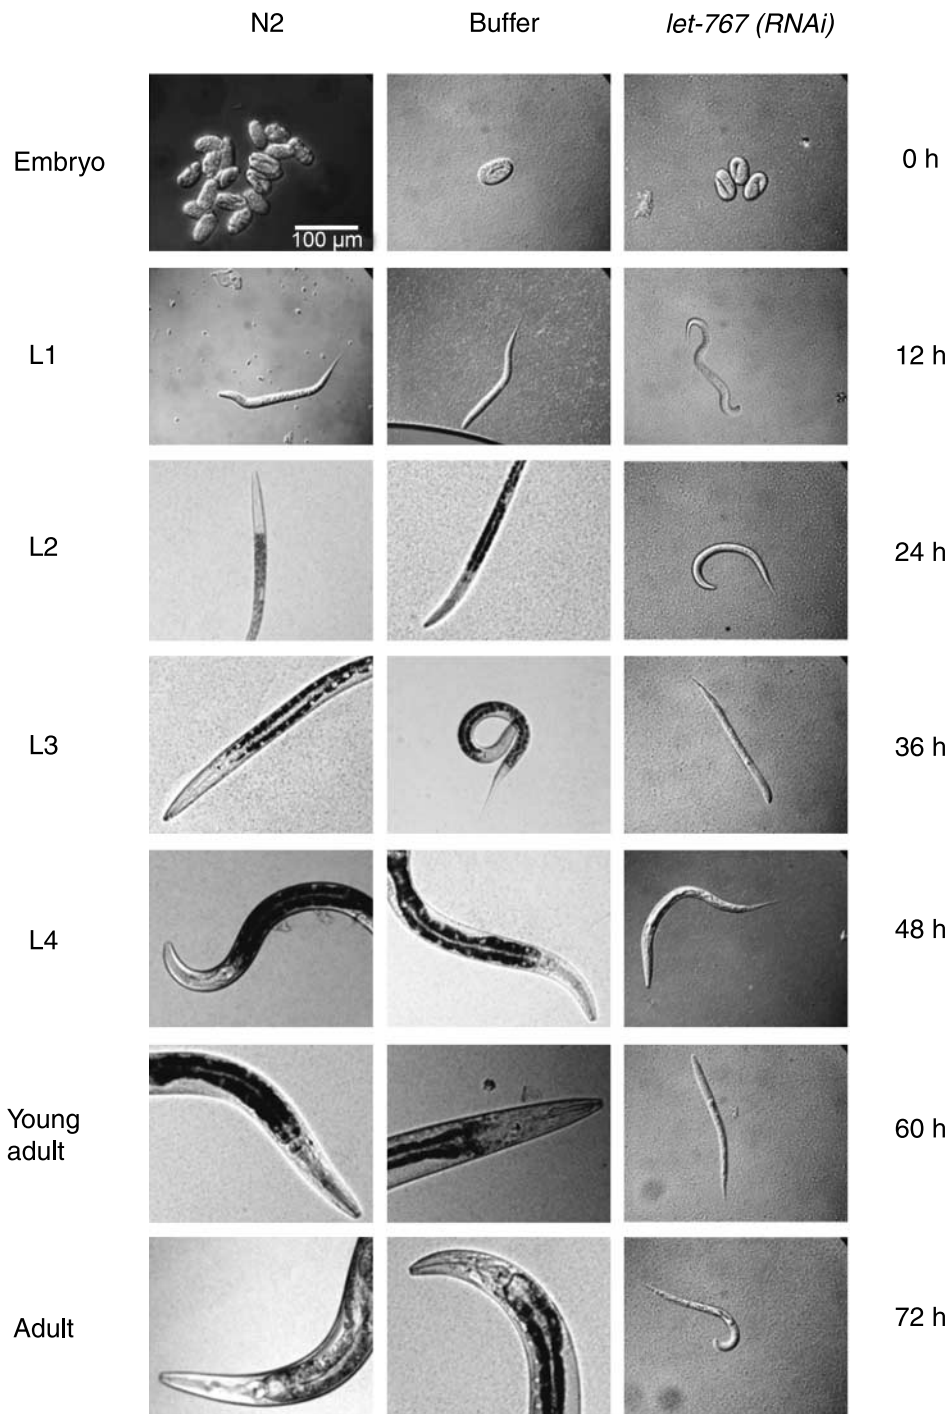 N2 Buffer let-767 (RNAi)
Embryo 0 h
100 µm
L1 12 h
L2 24 h
L3 36 h
L4 48 h
Young
adult 60 h
Adult 72 h